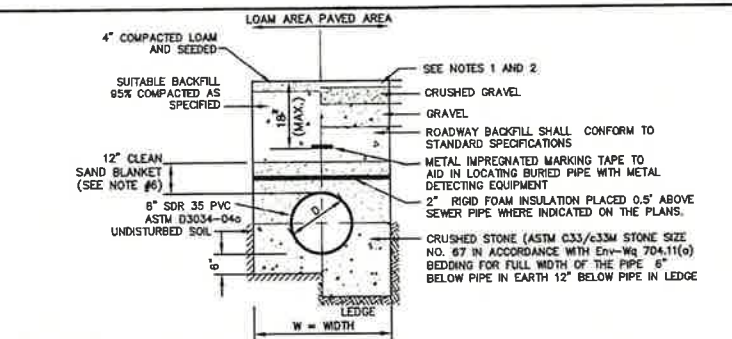 LOAM AREA PAVED AREA
4" COMPACTED LOAM
AND SEEDED
SUITABLE BACKFILL
95% COMPACTED AS
SPECIFIED
12" CLEAN
SAND BLANKET
(SEE NOTE #6)
8" SDR 35 PVC
ASTM D3034-04a
UNDISTURBED SOIL
18"
(MAX.)
D
6"
SEE NOTES 1 AND 2
CRUSHED GRAVEL
GRAVEL
ROADWAY BACKFILL SHALL CONFORM TO
STANDARD SPECIFICATIONS
METAL IMPREGNATED MARKING TAPE TO
AID IN LOCATING BURIED PIPE WITH METAL
DETECTING EQUIPMENT
2" RIGID FOAM INSULATION PLACED 0.5' ABOVE
SEWER PIPE WHERE INDICATED ON THE PLANS.
CRUSHED STONE (ASTM C33/c33M STONE SIZE
NO. 67 IN ACCORDANCE WITH Env-Wq 704.11(a)
BEDDING FOR FULL WIDTH OF THE PIPE 6"
BELOW PIPE IN EARTH 12" BELOW PIPE IN LEDGE
LEDGE
W = WIDTH